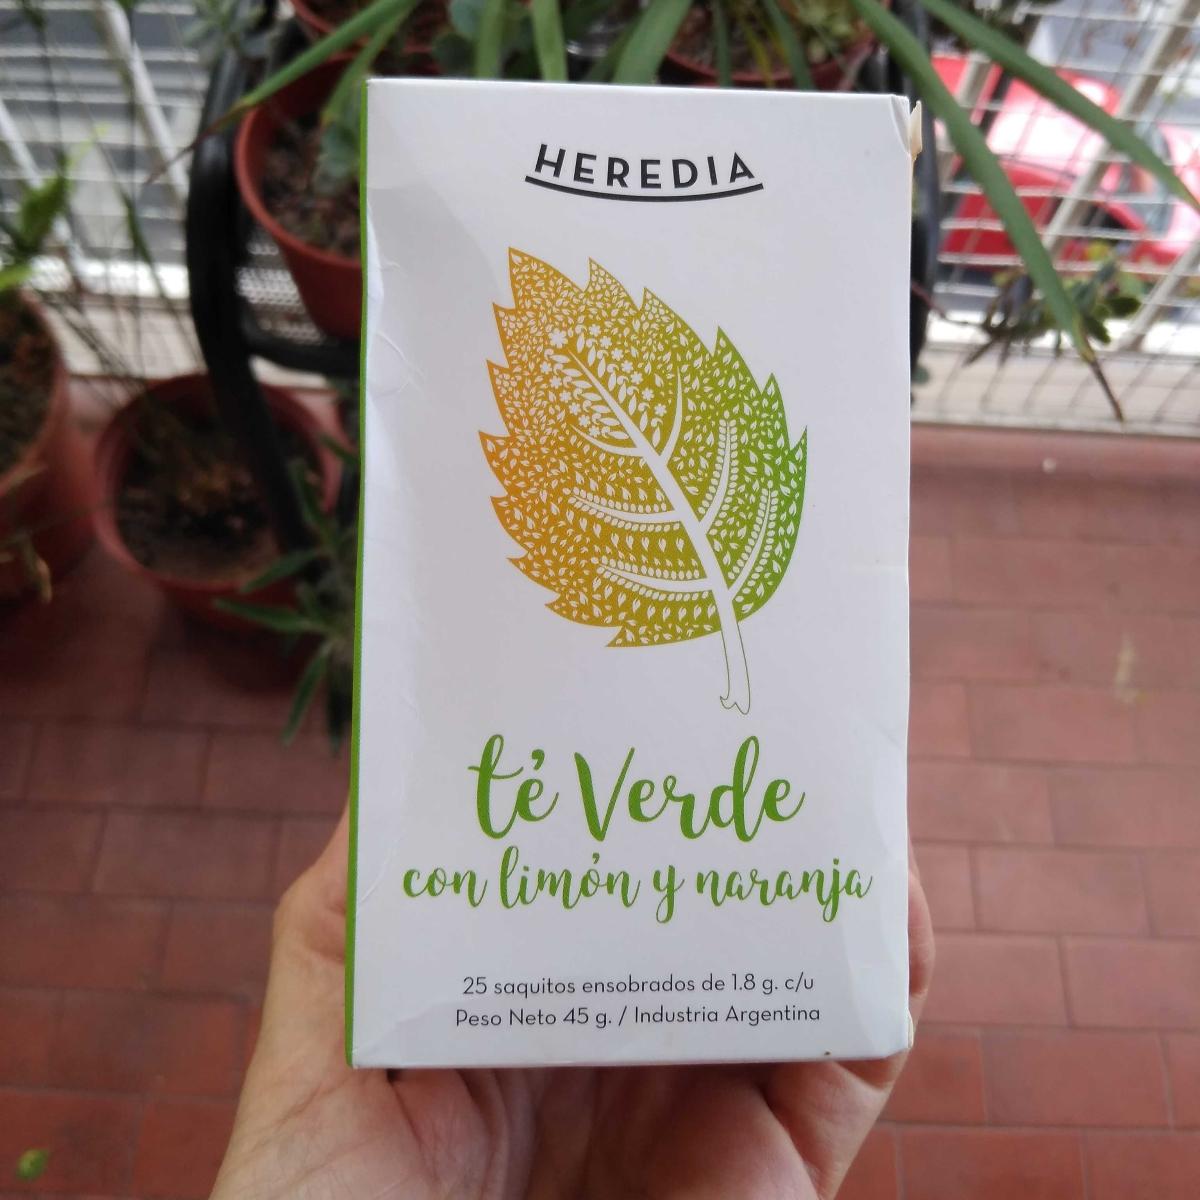 HEREDIA
té Verde
con limón y naranja
25 saquitos ensobrados de 1.8 g. c/u
Peso Neto 45 g. / Industria Argentina